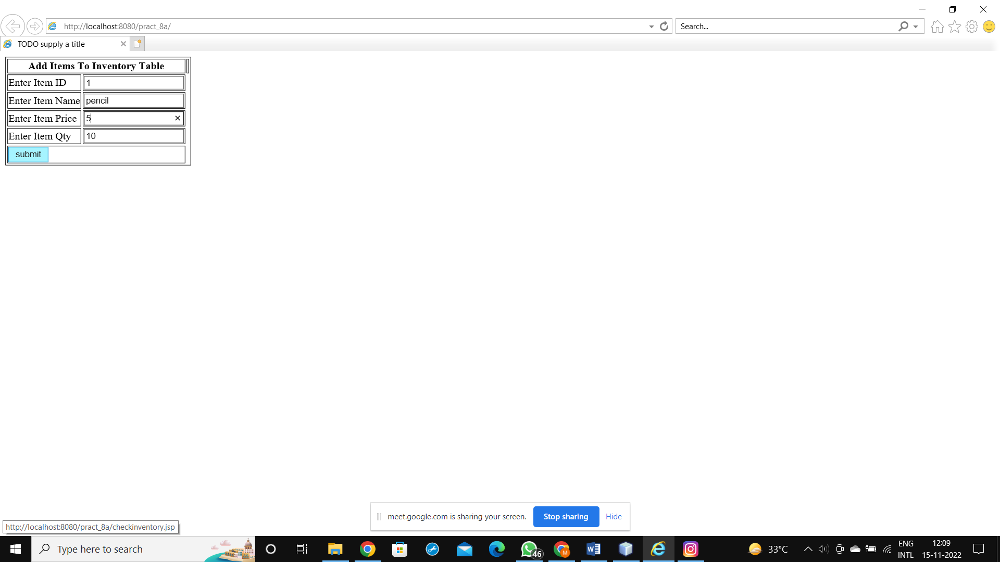 http://localhost:8080/pract_8a/
Search...
TODO supply a title
Add Items To Inventory Table
Enter Item ID 1
Enter Item Name pencil
Enter Item Price 5
Enter Item Qty 10
submit
meet.google.com is sharing your screen. Stop sharing Hide
http://localhost:8080/pract_8a/checkinventory.jsp
Type here to search
46
M
33°C
ENG
INTL
12:09
15-11-2022